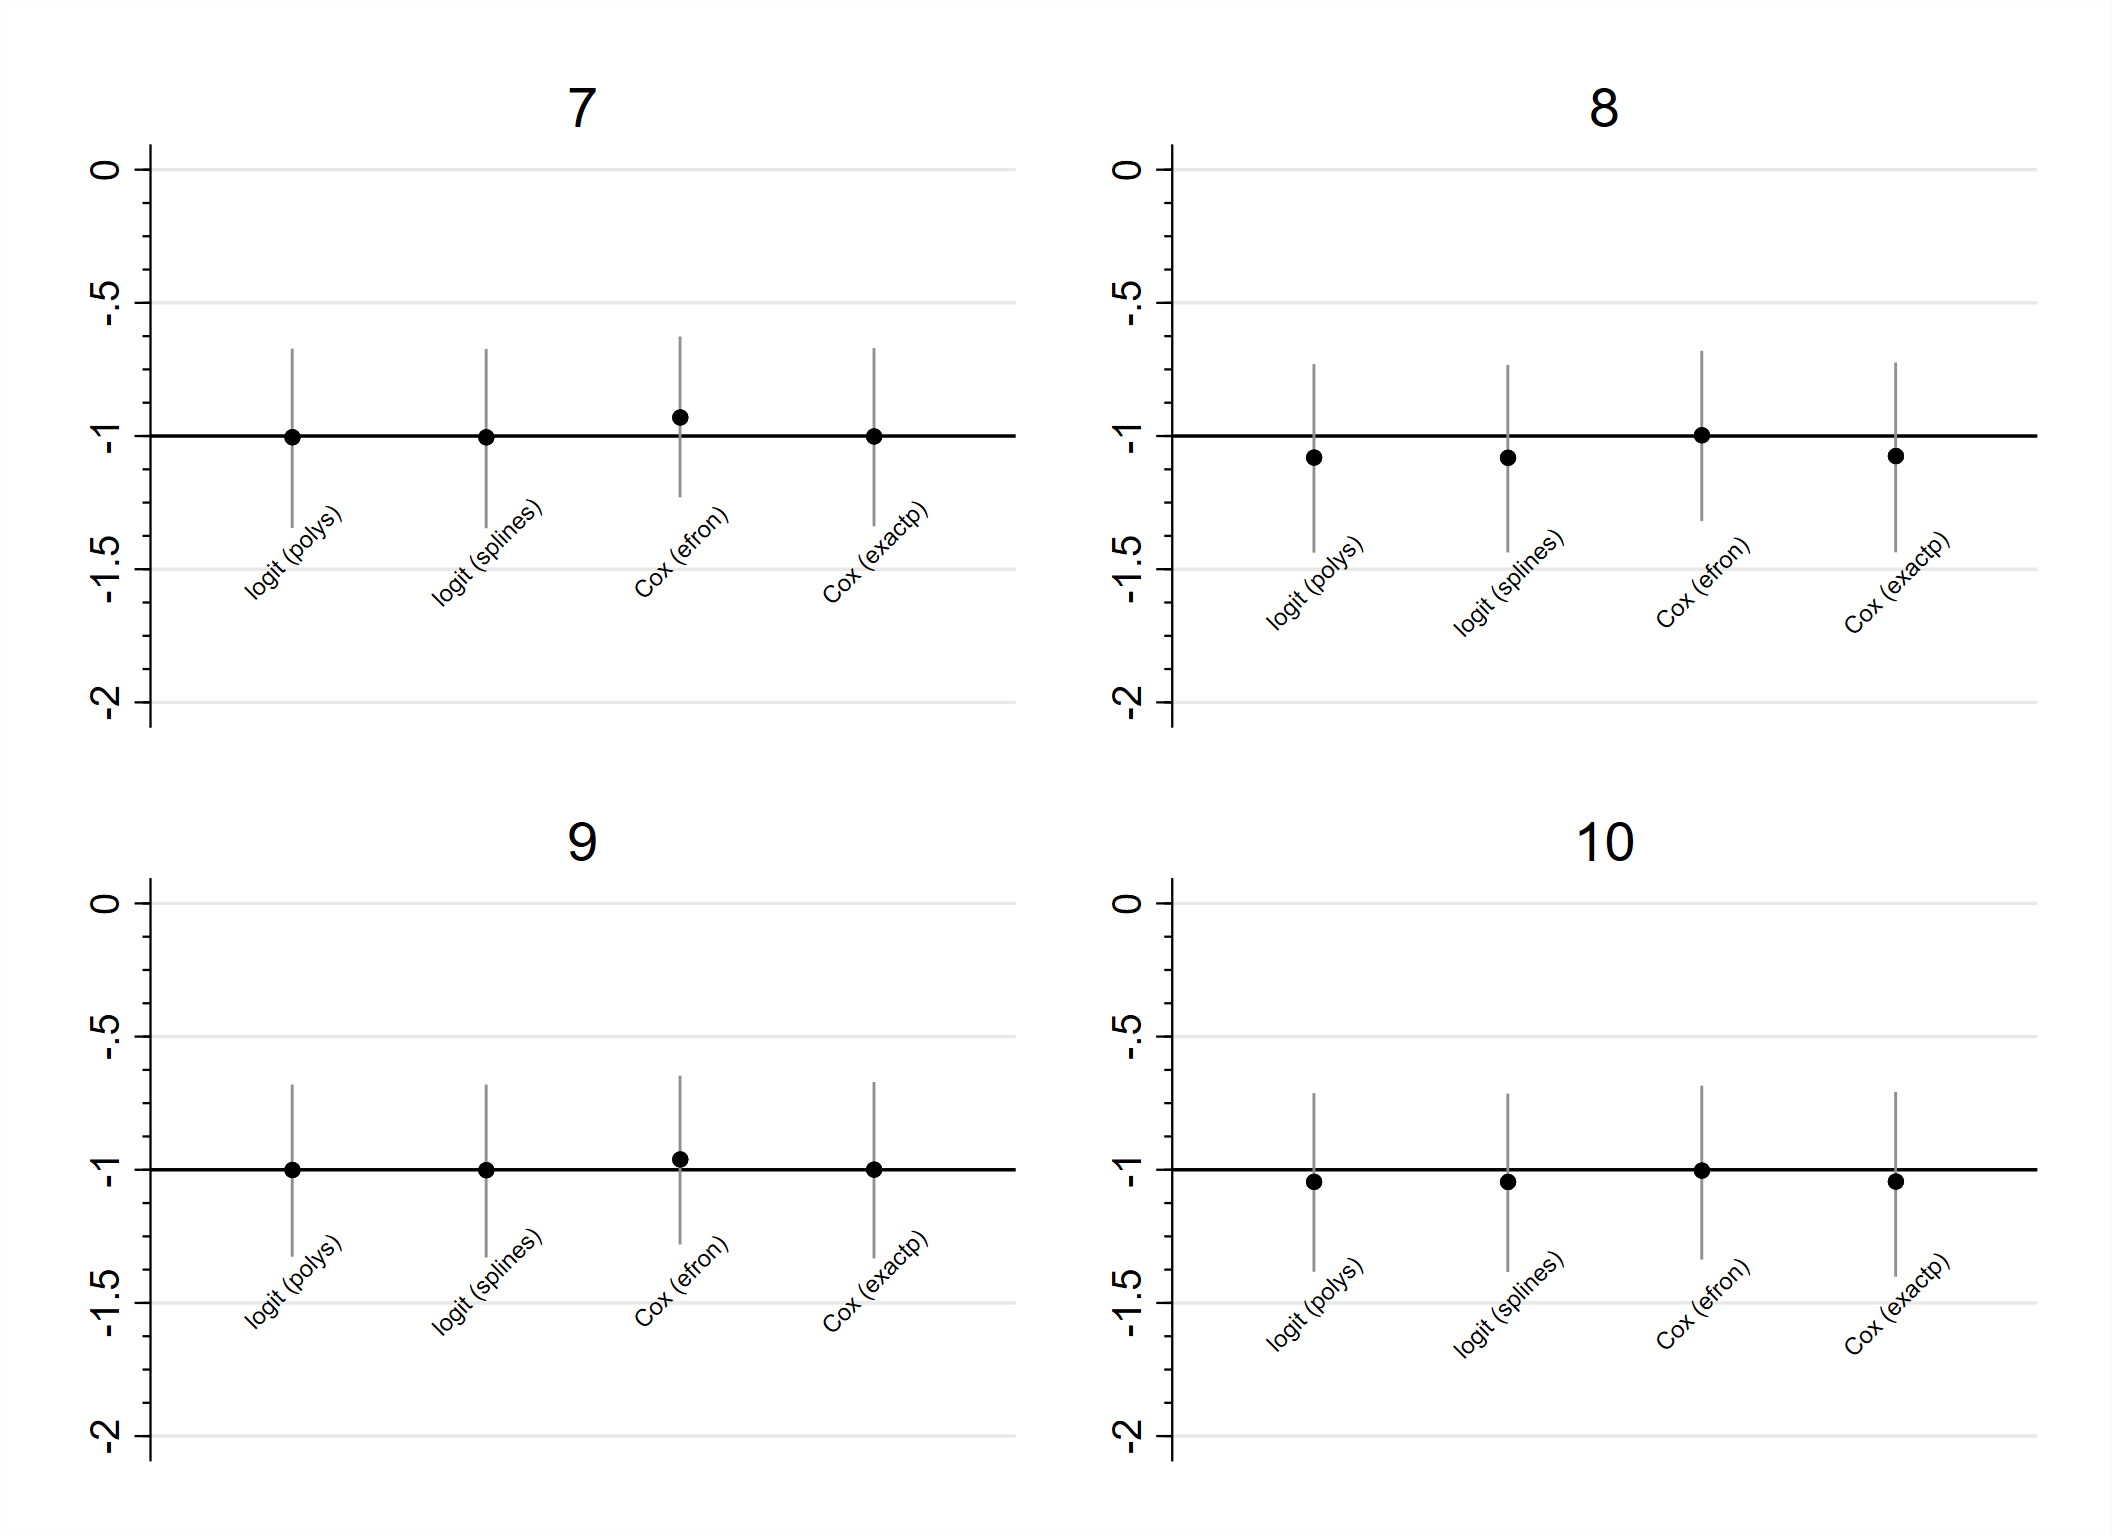 7
0
-.5
-1
-1.5
-2
logit (polys)
logit (splines)
Cox (efron)
Cox (exactp)
8
0
-.5
-1
-1.5
-2
logit (polys)
logit (splines)
Cox (efron)
Cox (exactp)
9
0
-.5
-1
-1.5
-2
logit (polys)
logit (splines)
Cox (efron)
Cox (exactp)
10
0
-.5
-1
-1.5
-2
logit (polys)
logit (splines)
Cox (efron)
Cox (exactp)